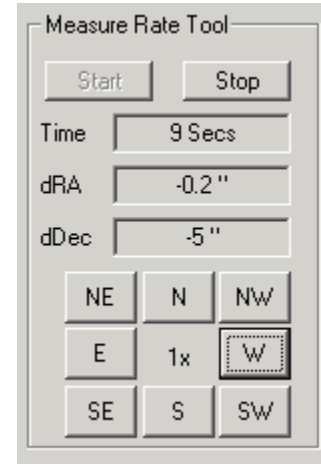 Measure Rate Tool
Start Stop
Time 9 Secs
dRA -0.2 "
dDec -5 "
NE N NW
E 1x W
SE S SW